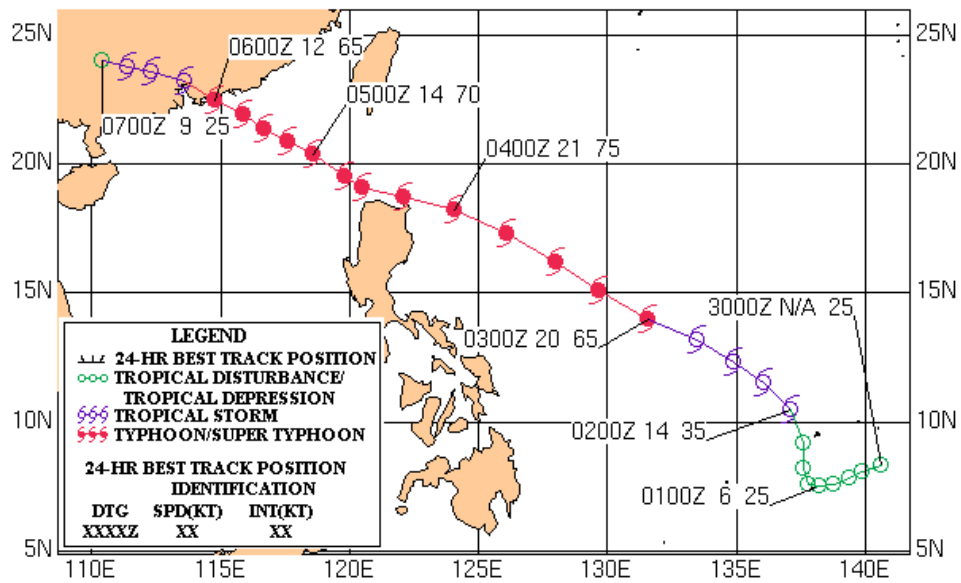 25N
25N
0600Z 12 65
0500Z 14 70
0700Z 9 25
0400Z 21 75
20N
20N
3000Z N/A 25
15N
15N
0300Z 20 65
LEGEND
24-HR BEST TRACK POSITION
TROPICAL DISTURBANCE/
TROPICAL DEPRESSION
TROPICAL STORM
TYPHOON/SUPER TYPHOON
10N
10N
0200Z 14 35
24-HR BEST TRACK POSITION
IDENTIFICATION
0100Z 6 25
DTG SPD(KT) INT(KT)
XXXXZ XX XX
5N
5N
110E 115E 120E 125E 130E 135E 140E